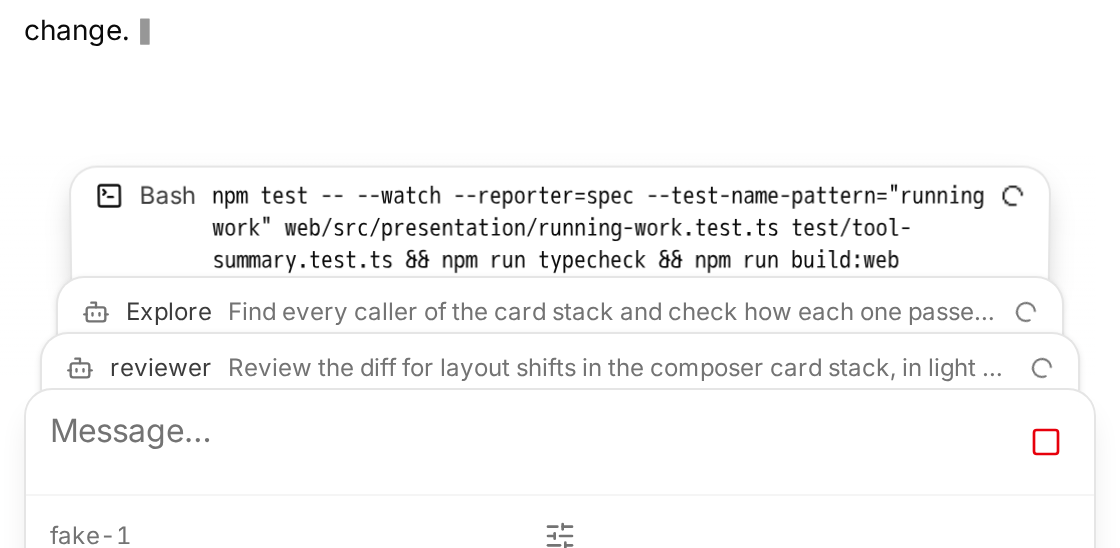 change.
Bash npm test -- --watch --reporter=spec --test-name-pattern="running
work" web/src/presentation/running-work.test.ts test/tool-
summary.test.ts && npm run typecheck && npm run build:web
Explore Find every caller of the card stack and check how each one passe...
reviewer Review the diff for layout shifts in the composer card stack, in light ...
Message...
fake-1